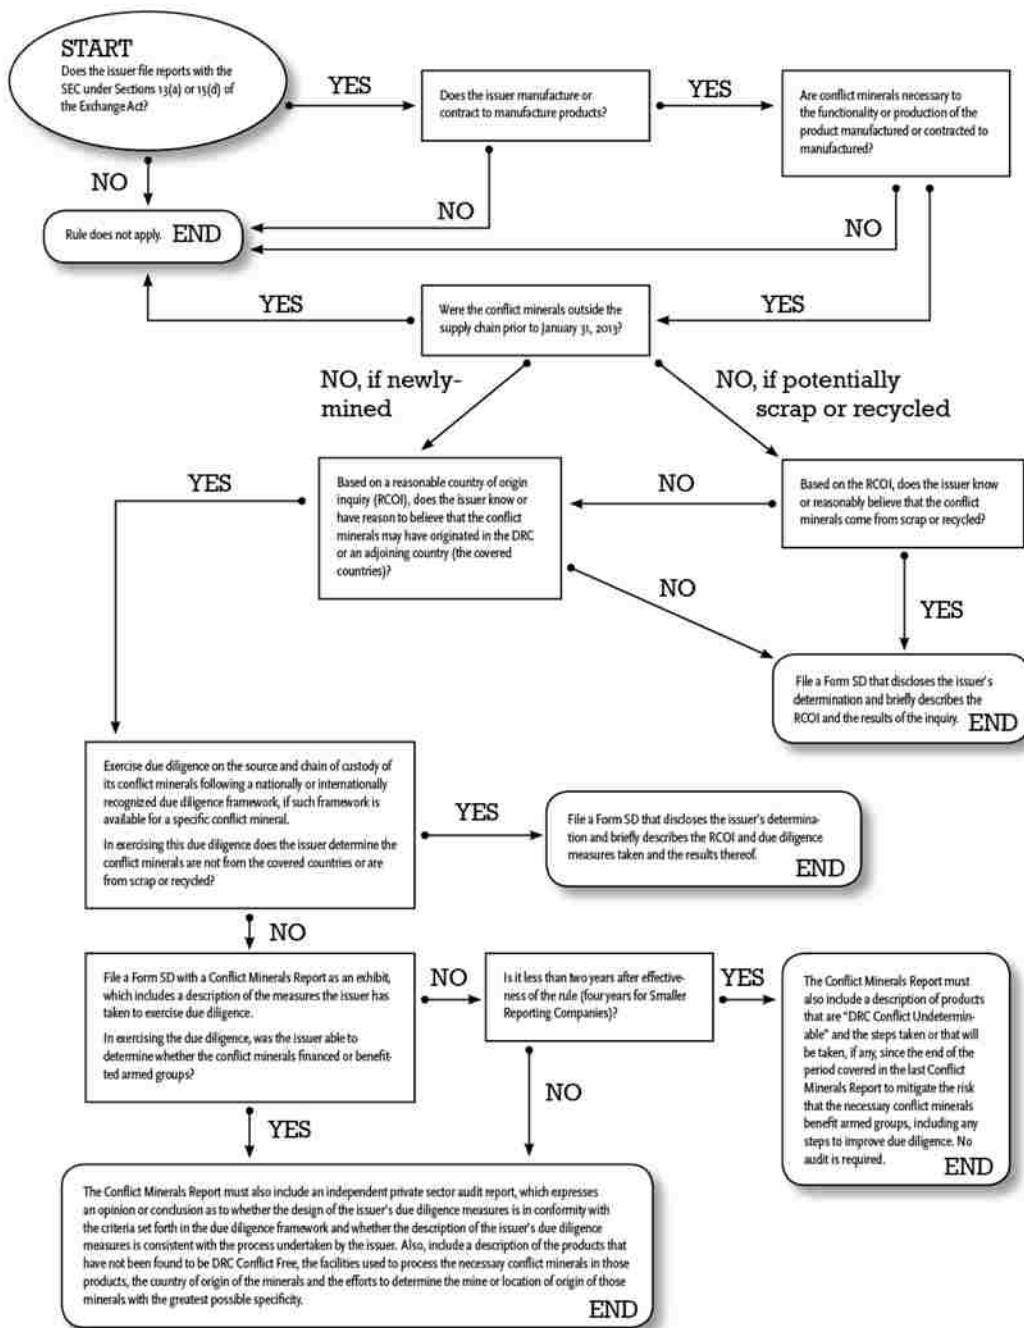 START
Does the issuer file reports with the
SEC under Sections 13(a) or 15(d) of
the Exchange Act?
YES
Does the issuer manufacture or
contract to manufacture products?
YES
Are conflict minerals necessary to
the functionality or production of the
product manufactured or contracted to
manufactured?
NO
NO
NO
Rule does not apply. END
YES
Were the conflict minerals outside the
supply chain prior to January 31, 2013?
YES
NO, if newly-
mined
NO, if potentially
scrap or recycled
YES
Based on a reasonable country of origin
inquiry (RCOI), does the issuer know or
have reason to believe that the conflict
minerals may have originated in the DRC
or an adjoining country (the covered
countries)?
NO
Based on the RCOI, does the issuer know
or reasonably believe that the conflict
minerals come from scrap or recycled?
NO
YES
File a Form SD that discloses the issuer's
determination and briefly describes the
RCOI and the results of the inquiry. END
Exercise due diligence on the source and chain of custody of
its conflict minerals following a nationally or internationally
recognized due diligence framework, if such framework is
available for a specific conflict mineral.
In exercising this due diligence does the issuer determine the
conflict minerals are not from the covered countries or are
from scrap or recycled?
YES
File a Form SD that discloses the issuer's determina-
tion and briefly describes the RCOI and due diligence
measures taken and the results thereof.
END
NO
File a Form SD with a Conflict Minerals Report as an exhibit,
which includes a description of the measures the issuer has
taken to exercise due diligence.
In exercising the due diligence, was the issuer able to
determine whether the conflict minerals financed or benefit-
ted armed groups?
NO
Is it less than two years after effective-
ness of the rule (four years for Smaller
Reporting Companies)?
YES
The Conflict Minerals Report must
also include a description of products
that are "DRC Conflict Undetermin-
able" and the steps taken or that will
be taken, if any, since the end of the
period covered in the last Conflict
Minerals Report to mitigate the risk
that the necessary conflict minerals
benefit armed groups, including any
steps to improve due diligence. No
audit is required.
END
YES
NO
The Conflict Minerals Report must also include an independent private sector audit report, which expresses
an opinion or conclusion as to whether the design of the issuer's due diligence measures is in conformity with
the criteria set forth in the due diligence framework and whether the description of the issuer's due diligence
measures is consistent with the process undertaken by the issuer. Also, include a description of the products that
have not been found to be DRC Conflict Free, the facilities used to process the necessary conflict minerals in those
products, the country of origin of the minerals and the efforts to determine the mine or location of origin of those
minerals with the greatest possible specificity.
END